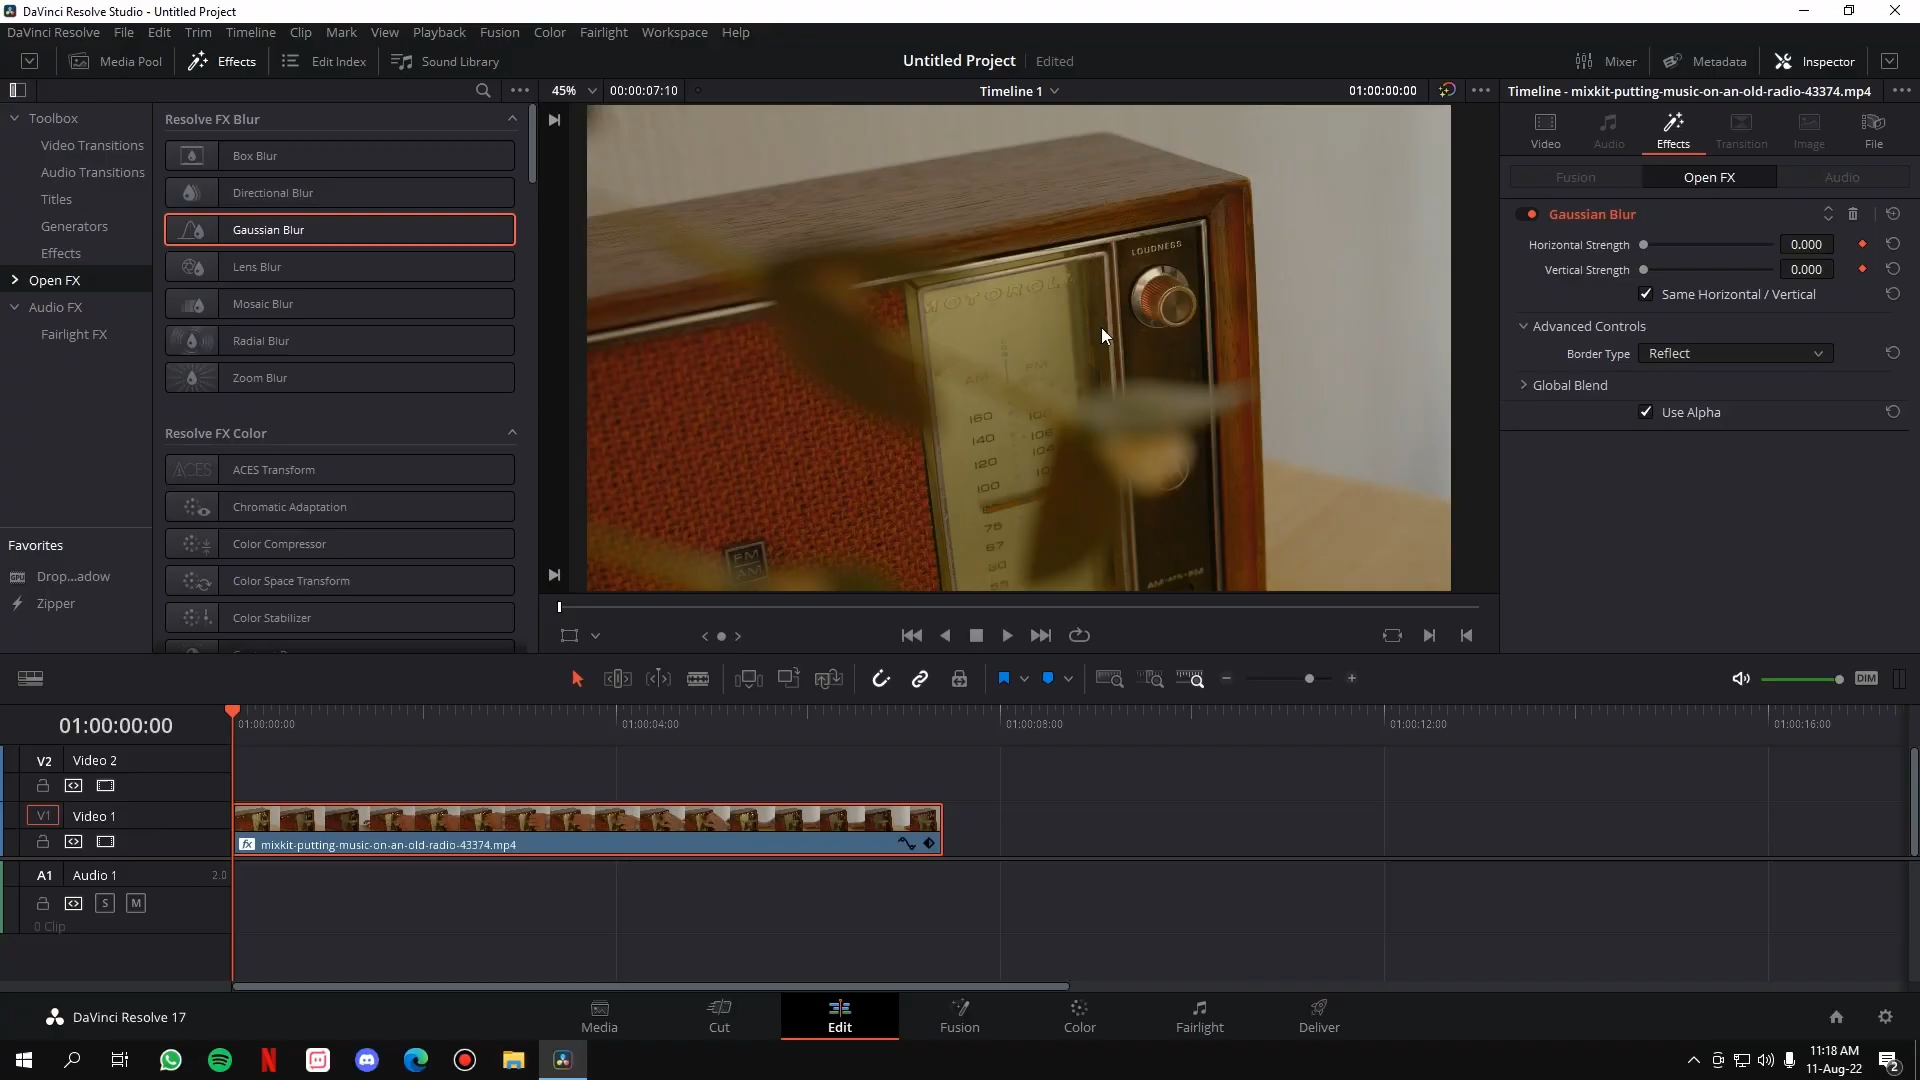 DaVinci Resolve Studio - Untitled Project
DaVinci Resolve File Edit Trim Timeline Clip Mark View Playback Fusion Color Fairlight Workspace Help
Media Pool Effects Edit Index Sound Library Untitled Project Edited Mixer Metadata Inspector
45% 00:00:07:10 Timeline 1 01:00:00:00 Timeline - mixkit-putting-music-on-an-old-radio-43374.mp4
Toolbox
Video Transitions
Audio Transitions
Titles
Generators
Effects
Open FX
Audio FX
Fairlight FX
Favorites
Drop...adow
Zipper
Resolve FX Blur
Box Blur
Directional Blur
Gaussian Blur
Lens Blur
Mosaic Blur
Radial Blur
Zoom Blur
Resolve FX Color
ACES Transform
Chromatic Adaptation
Color Compressor
Color Space Transform
Color Stabilizer
LOUDNESS
MOTOROLA
AM FM
160
140 106
120 104
100
75
67
60
FM
AM
Video Audio Effects Transition Image File
Fusion Open FX Audio
Gaussian Blur
Horizontal Strength 0.000
Vertical Strength 0.000
Same Horizontal / Vertical
Advanced Controls
Border Type Reflect
Global Blend
Use Alpha
DIM
01:00:00:00
01:00:00:00 01:00:04:00 01:00:08:00 01:00:12:00 01:00:16:00
V2 Video 2
V1 Video 1
fx mixkit-putting-music-on-an-old-radio-43374.mp4
A1 Audio 1 2.0
S M
0 Clip
DaVinci Resolve 17 Media Cut Edit Fusion Color Fairlight Deliver
11:18 AM
11-Aug-22
2